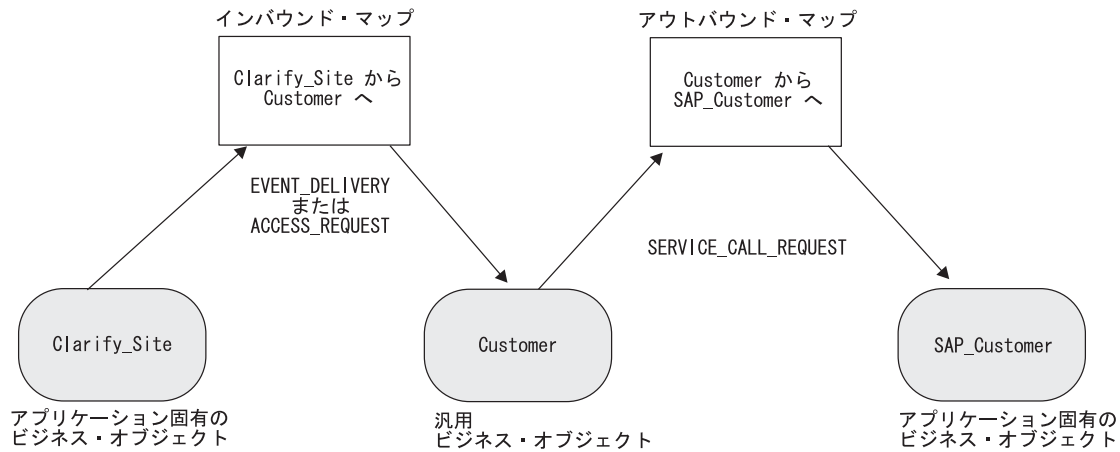 インバウンド・マップ
アウトバウンド・マップ
Clarify_Site から
Customer へ
Customer から
SAP_Customer へ
EVENT_DELIVERY
または
ACCESS_REQUEST
SERVICE_CALL_REQUEST
Clarify_Site
Customer
SAP_Customer
アプリケーション固有の
ビジネス・オブジェクト
汎用
ビジネス・オブジェクト
アプリケーション固有の
ビジネス・オブジェクト